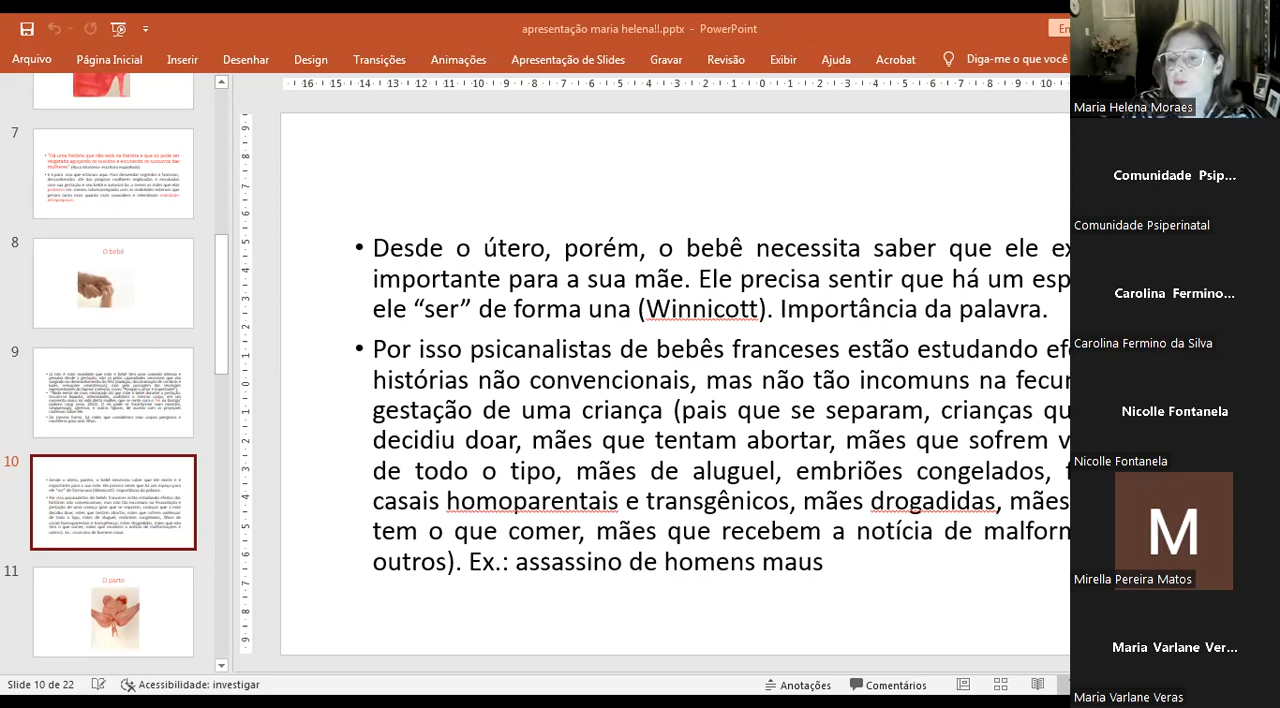 apresentação maria helena!!.pptx - PowerPoint
Arquivo
Página Inicial
Inserir
Desenhar
Design
Transições
Animações
Apresentação de Slides
Gravar
Revisão
Exibir
Ajuda
Acrobat
Diga-me o que você
7
8
O bebê
9
10
11
O parto
• Desde o útero, porém, o bebê necessita saber que ele ex
importante para a sua mãe. Ele precisa sentir que há um esp
ele “ser” de forma una (Winnicott). Importância da palavra.
• Por isso psicanalistas de bebês franceses estão estudando efe
histórias não convencionais, mas não tão incomuns na fecun
gestação de uma criança (pais que se separam, crianças qu
decidiu doar, mães que tentam abortar, mães que sofrem v
de todo o tipo, mães de aluguel, embriões congelados, f
casais homoparentais e transgênicos, mães drogadidas, mães
tem o que comer, mães que recebem a notícia de malform
outros). Ex.: assassino de homens maus
Slide 10 de 22
Acessibilidade: investigar
Anotações
Comentários
Maria Helena Moraes
Comunidade Psip...
Comunidade Psiperinatal
Carolina Fermino...
Carolina Fermino da Silva
Nicolle Fontanela
Nicolle Fontanela
M
Mirella Pereira Matos
Maria Varlane Ver...
Maria Varlane Veras